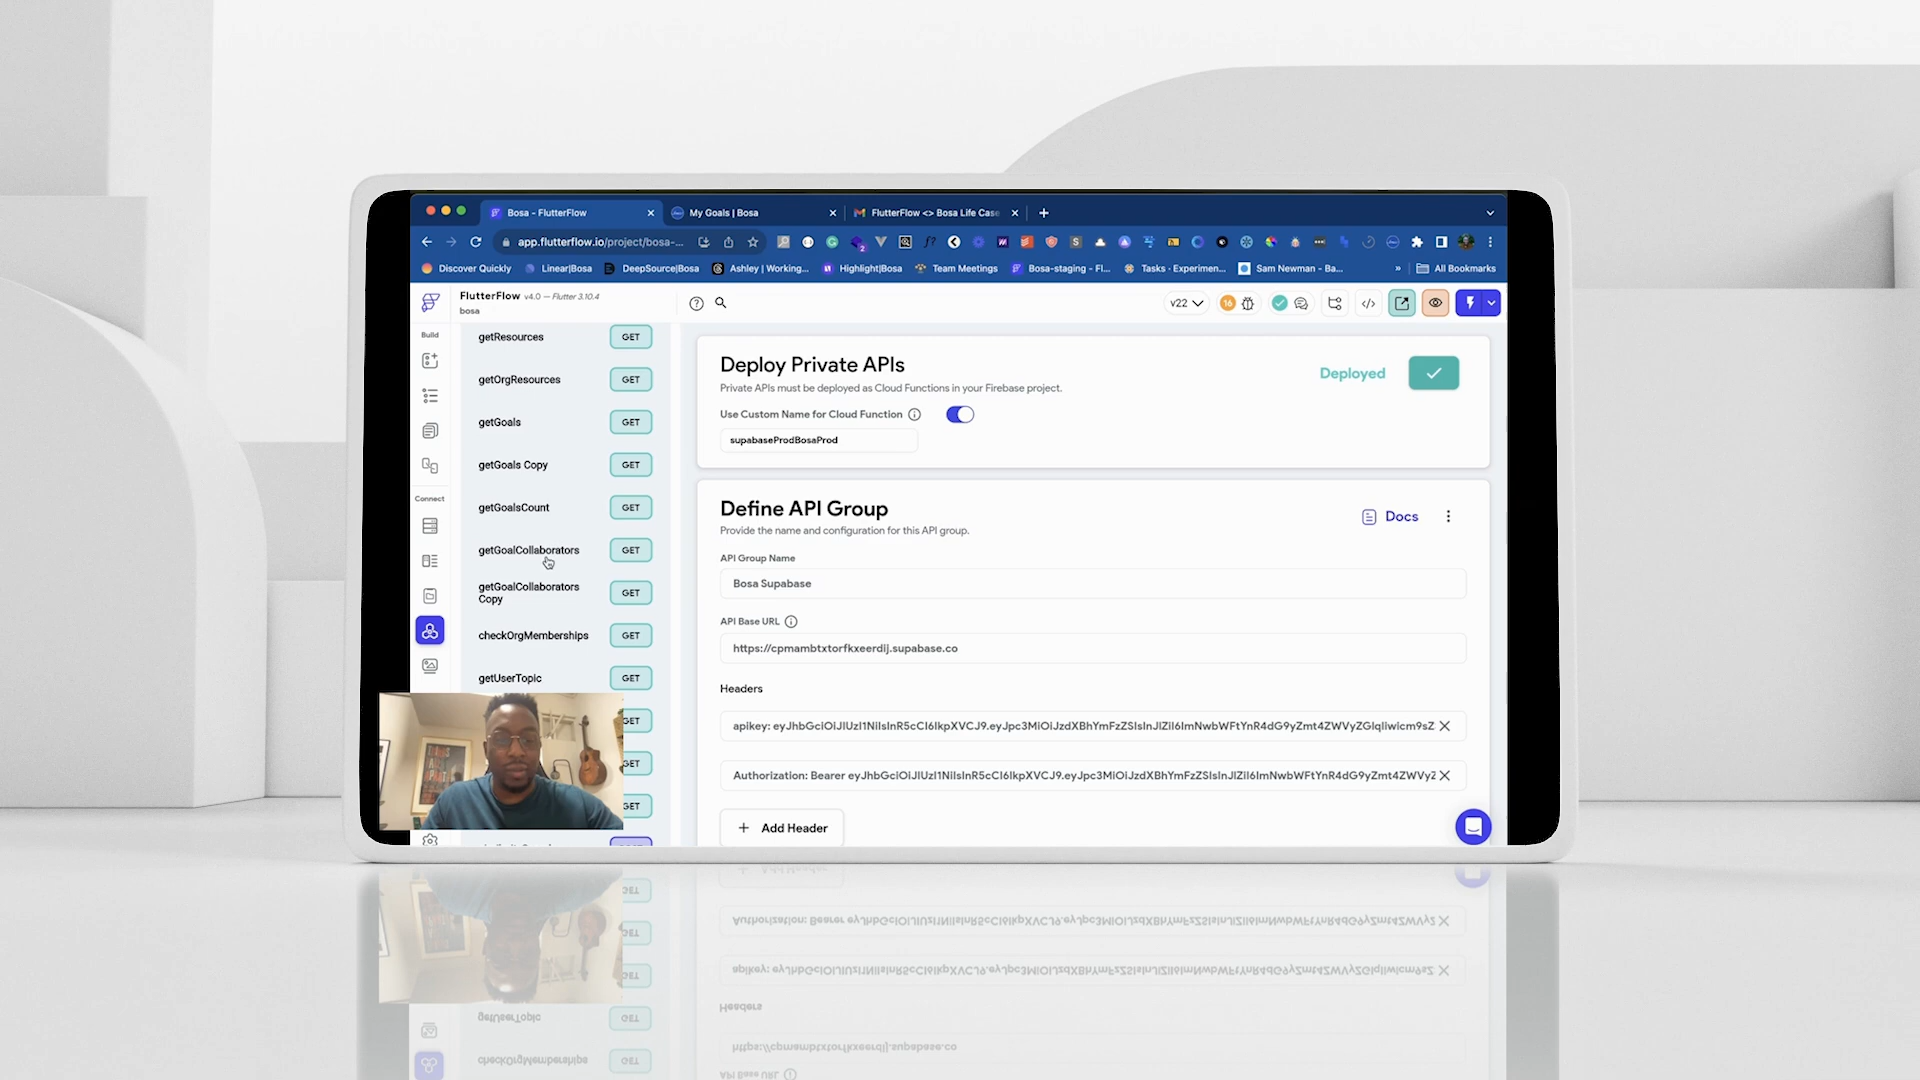 Bosa - FlutterFlow
My Goals | Bosa
FlutterFlow <> Bosa Life Case
app.flutterflow.io/project/bosa-...
Discover Quickly
Linear|Bosa
DeepSource|Bosa
Ashley | Working...
Highlight|Bosa
Team Meetings
Bosa-staging - Fl...
Tasks · Experimen...
Sam Newman - Ba...
»
All Bookmarks
FlutterFlow v4.0 — Flutter 3.10.4
bosa
v22
16
Build
Connect
getResources GET
getOrgResources GET
getGoals GET
getGoals Copy GET
getGoalsCount GET
getGoalCollaborators GET
getGoalCollaborators
Copy GET
checkOrgMemberships GET
getUserTopic GET
GET
GET
GET
Deploy Private APIs
Private APIs must be deployed as Cloud Functions in your Firebase project.
Deployed
Use Custom Name for Cloud Function
supabaseProdBosaProd
Define API Group
Provide the name and configuration for this API group.
Docs
API Group Name
Bosa Supabase
API Base URL
https://cpmambtxtorfkxeerdij.supabase.co
Headers
apikey:
Authorization: Bearer
+ Add Header